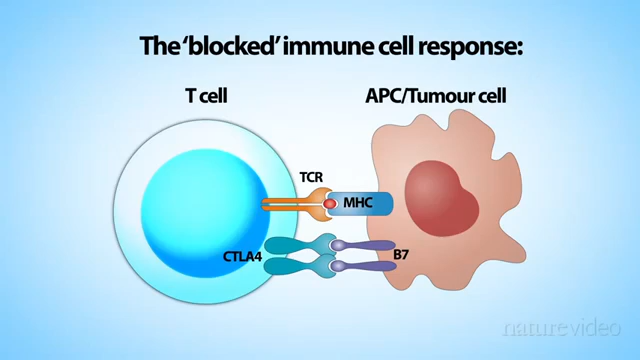 The ‘blocked’ immune cell response:
T cell
APC/Tumour cell
TCR
MHC
CTLA4
B7
naturevideo